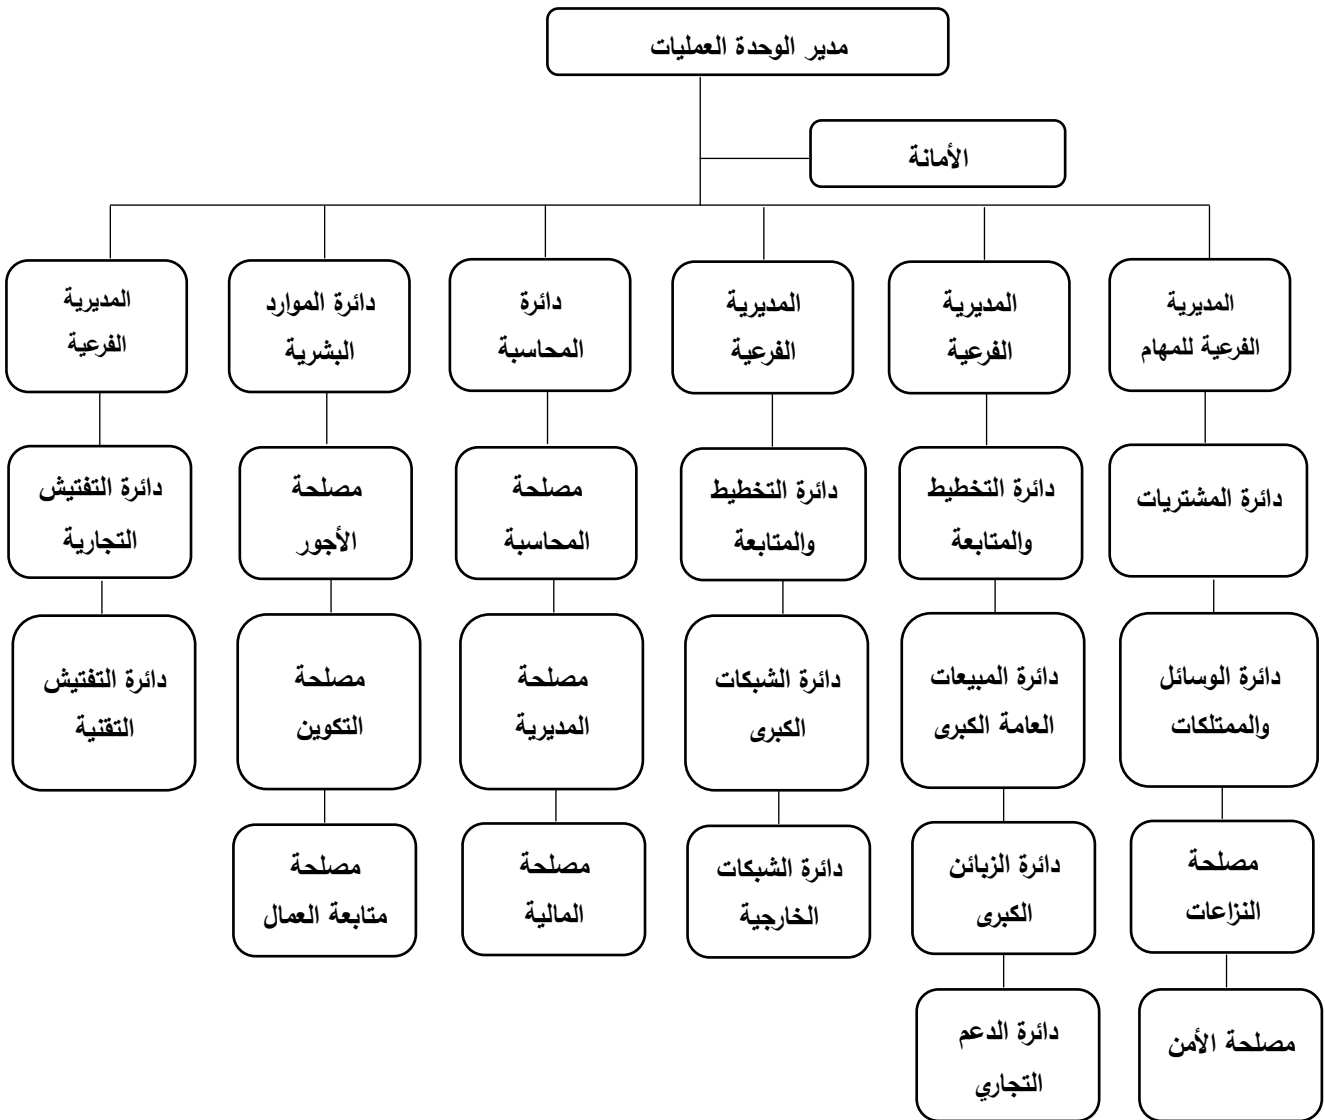 مدير الوحدة العمليات
الأمانة
المديرية
الفرعية للمهام
المديرية
الفرعية
المديرية
الفرعية
دائرة
المحاسبة
دائرة الموارد
البشرية
المديرية
الفرعية
دائرة المشتريات
دائرة التخطيط
والمتابعة
دائرة التخطيط
والمتابعة
مصلحة
المحاسبة
مصلحة
الأجور
دائرة التفتيش
التجارية
دائرة الوسائل
والممتلكات
دائرة المبيعات
العامة الكبرى
دائرة الشبكات
الكبرى
مصلحة
المديرية
مصلحة
التكوين
دائرة التفتيش
التقنية
مصلحة
النزاعات
دائرة الزبائن
الكبرى
دائرة الشبكات
الخارجية
مصلحة
المالية
مصلحة
متابعة العمال
مصلحة الأمن
دائرة الدعم
التجاري